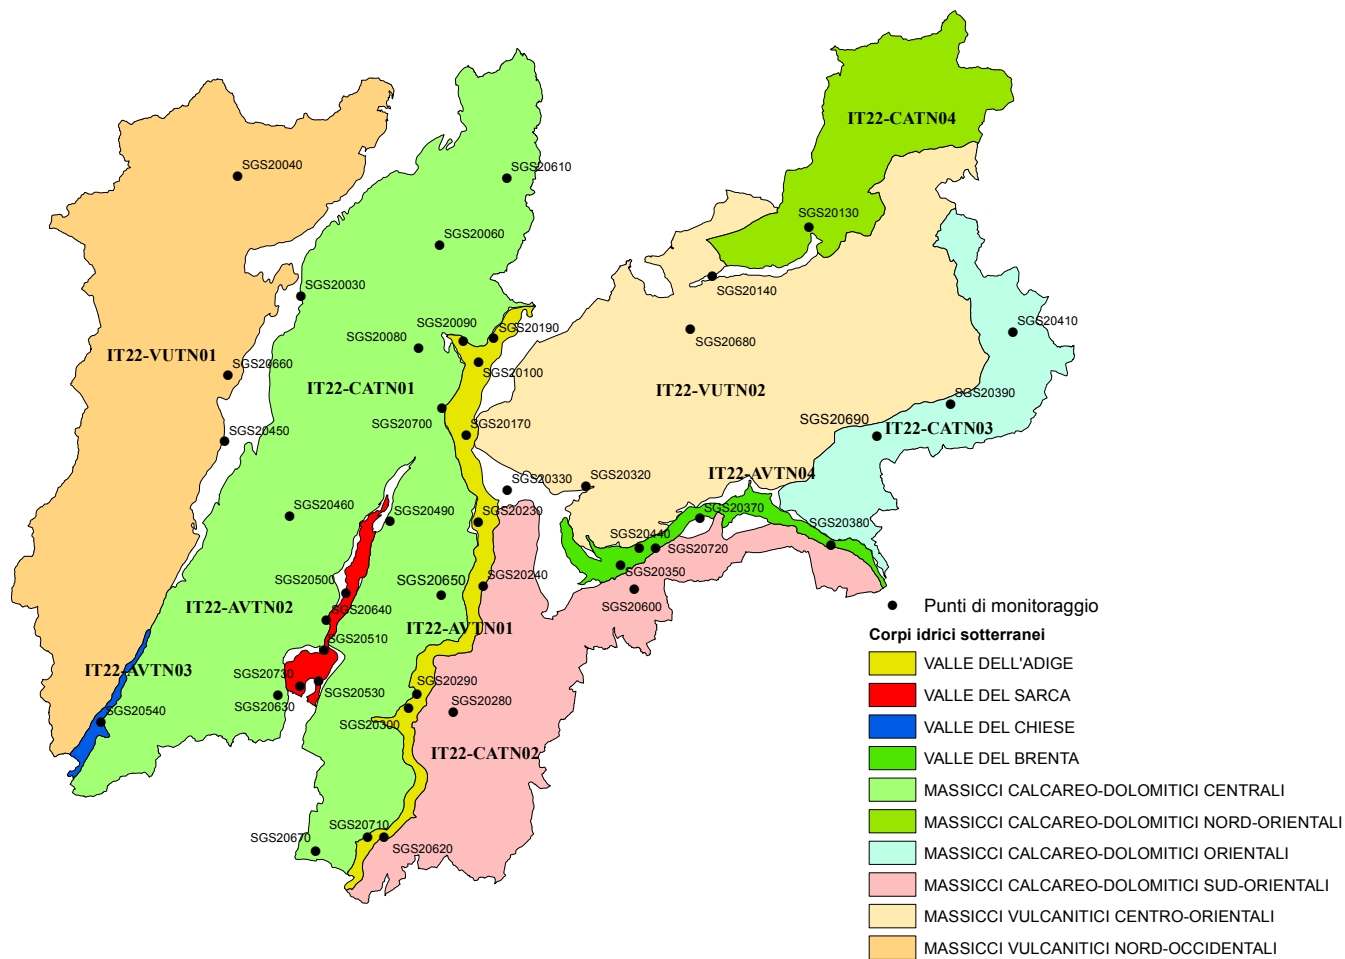 IT22-CATN04
SGS20040
SGS20610
SGS20130
SGS20060
SGS20140
SGS20030
SGS20090
SGS20190
SGS20080
SGS20680
SGS20410
IT22-VUTN01
SGS20660
SGS20100
IT22-CATN01
IT22-VUTN02
SGS20390
SGS20700
SGS20170
SGS20690
IT22-CATN03
SGS20450
IT22-AVTN04
SGS20320
SGS20330
SGS20460
SGS20490
SGS20230
SGS20370
SGS20380
SGS20440
SGS20720
SGS20500
SGS20650
SGS20240
SGS20350
SGS20600
IT22-AVTN02
SGS20640
IT22-AVTN01
SGS20510
IT22-AVTN03
SGS20730
SGS20530
SGS20290
SGS20630
SGS20280
SGS20540
SGS20300
IT22-CATN02
SGS20710
SGS20670
SGS20620
Punti di monitoraggio
Corpi idrici sotterranei
VALLE DELL'ADIGE
VALLE DEL SARCA
VALLE DEL CHIESE
VALLE DEL BRENTA
MASSICCI CALCAREO-DOLOMITICI CENTRALI
MASSICCI CALCAREO-DOLOMITICI NORD-ORIENTALI
MASSICCI CALCAREO-DOLOMITICI ORIENTALI
MASSICCI CALCAREO-DOLOMITICI SUD-ORIENTALI
MASSICCI VULCANITICI CENTRO-ORIENTALI
MASSICCI VULCANITICI NORD-OCCIDENTALI